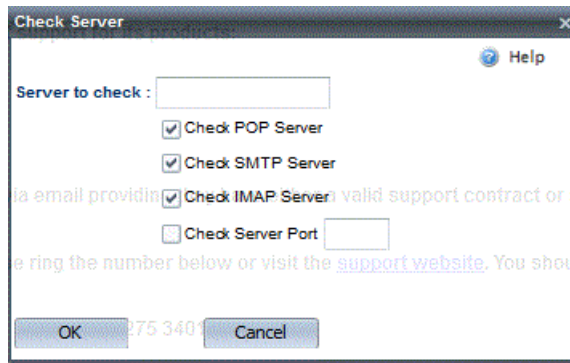 Check Server
support for its products:
Help
Server to check :
Check POP Server
Check SMTP Server
ia email providin a valid support contract or
Check IMAP Server
Check Server Port
e ring the number below or visit the support website. You shou
275 3401
OK Cancel